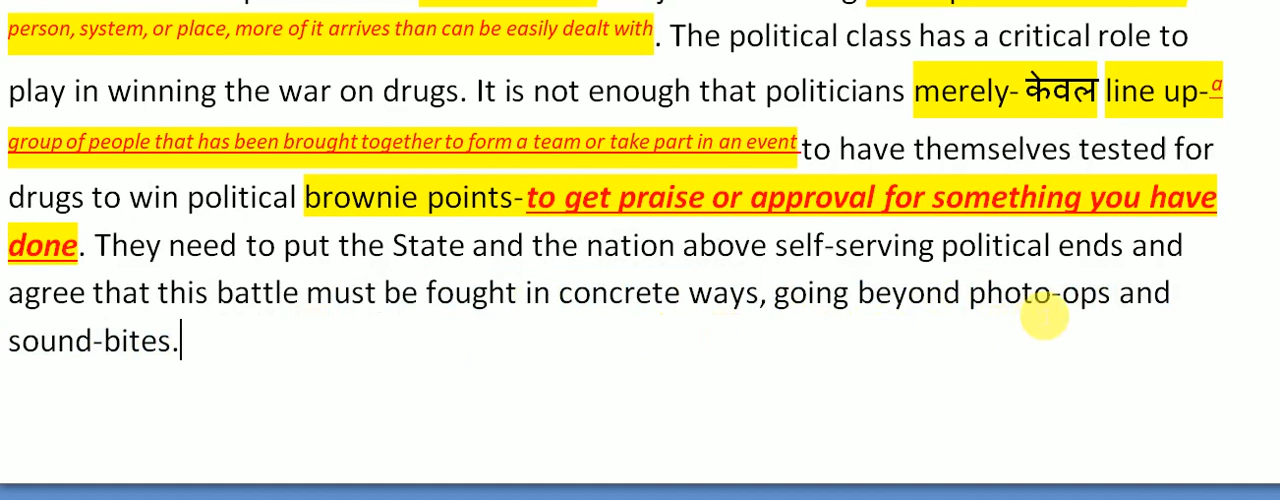 person, system, or place, more of it arrives than can be easily dealt with. The political class has a critical role to
play in winning the war on drugs. It is not enough that politicians merely- केवल line up-a
group of people that has been brought together to form a team or take part in an event to have themselves tested for
drugs to win political brownie points-to get praise or approval for something you have
done. They need to put the State and the nation above self-serving political ends and
agree that this battle must be fought in concrete ways, going beyond photo-ops and
sound-bites.